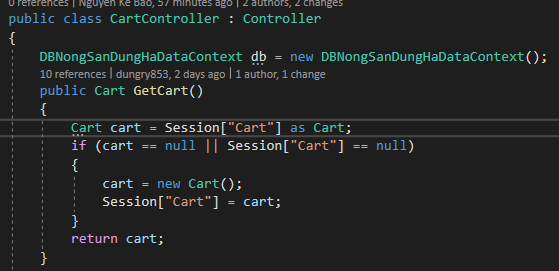 0 references | Nguyen Ke Bao, 57 minutes ago | 2 authors, 2 changes
public class CartController : Controller
{
DBNongSanDungHaDataContext db = new DBNongSanDungHaDataContext();
10 references | dungry853, 2 days ago | 1 author, 1 change
public Cart GetCart()
{
Cart cart = Session["Cart"] as Cart;
if (cart == null || Session["Cart"] == null)
{
cart = new Cart();
Session["Cart"] = cart;
}
return cart;
}